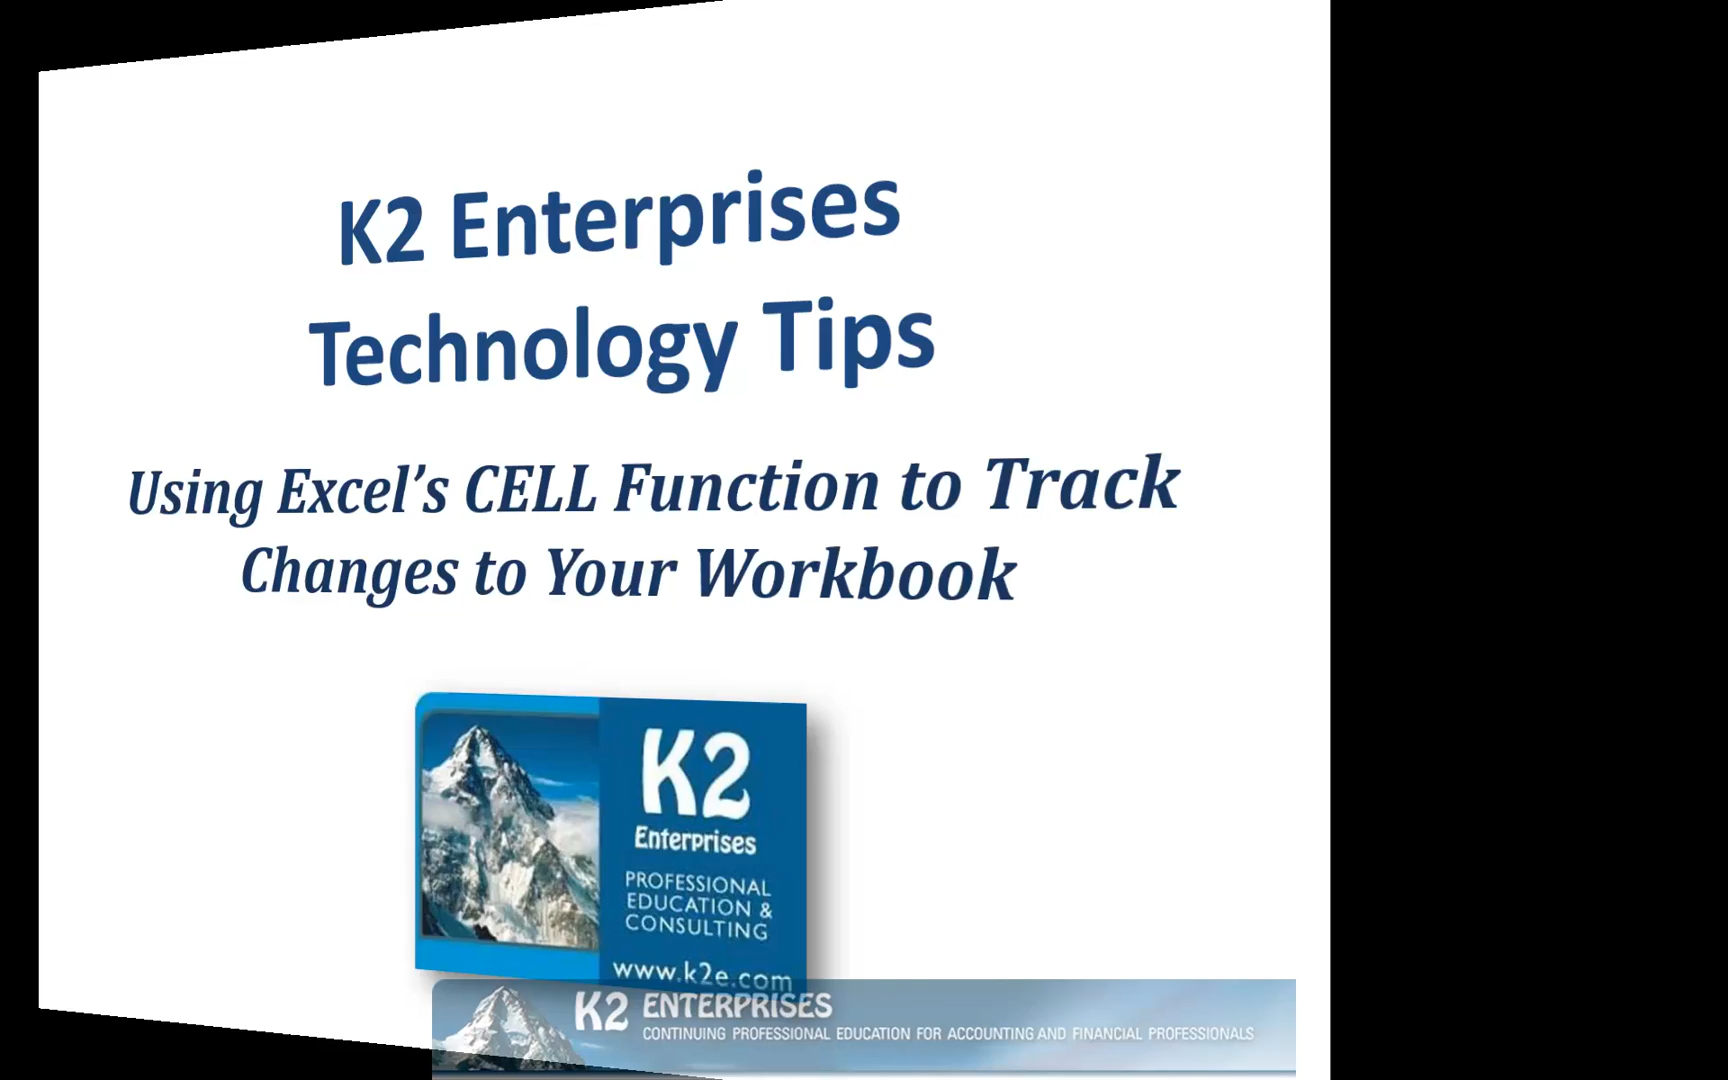 K2 Enterprises
Technology Tips
Using Excel’s CELL Function to Track
Changes to Your Workbook
K2
Enterprises
PROFESSIONAL
EDUCATION &
CONSULTING
www.k2e.com
K2 ENTERPRISES
CONTINUING PROFESSIONAL EDUCATION FOR ACCOUNTING AND FINANCIAL PROFESSIONALS